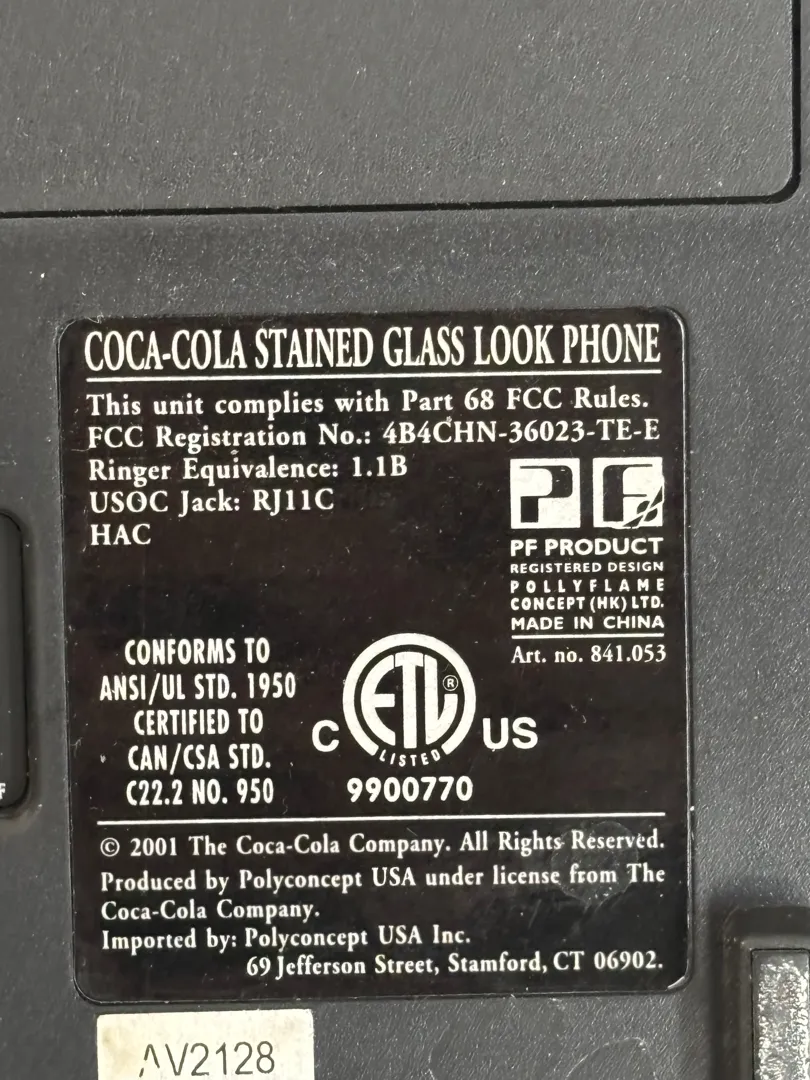 COCA-COLA STAINED GLASS LOOK PHONE
This unit complies with Part 68 FCC Rules.
FCC Registration No.: 4B4CHN-36023-TE-E
Ringer Equivalence: 1.1B
USOC Jack: RJ11C
HAC
PF
PF PRODUCT
REGISTERED DESIGN
POLLYFLAME
CONCEPT (HK) LTD.
MADE IN CHINA
Art. no. 841.053
CONFORMS TO
ANSI/UL STD. 1950
CERTIFIED TO
CAN/CSA STD.
C22.2 NO. 950
C ETL® US
LISTED
9900770
© 2001 The Coca-Cola Company. All Rights Reserved.
Produced by Polyconcept USA under license from The
Coca-Cola Company.
Imported by: Polyconcept USA Inc.
69 Jefferson Street, Stamford, CT 06902.
AV2128